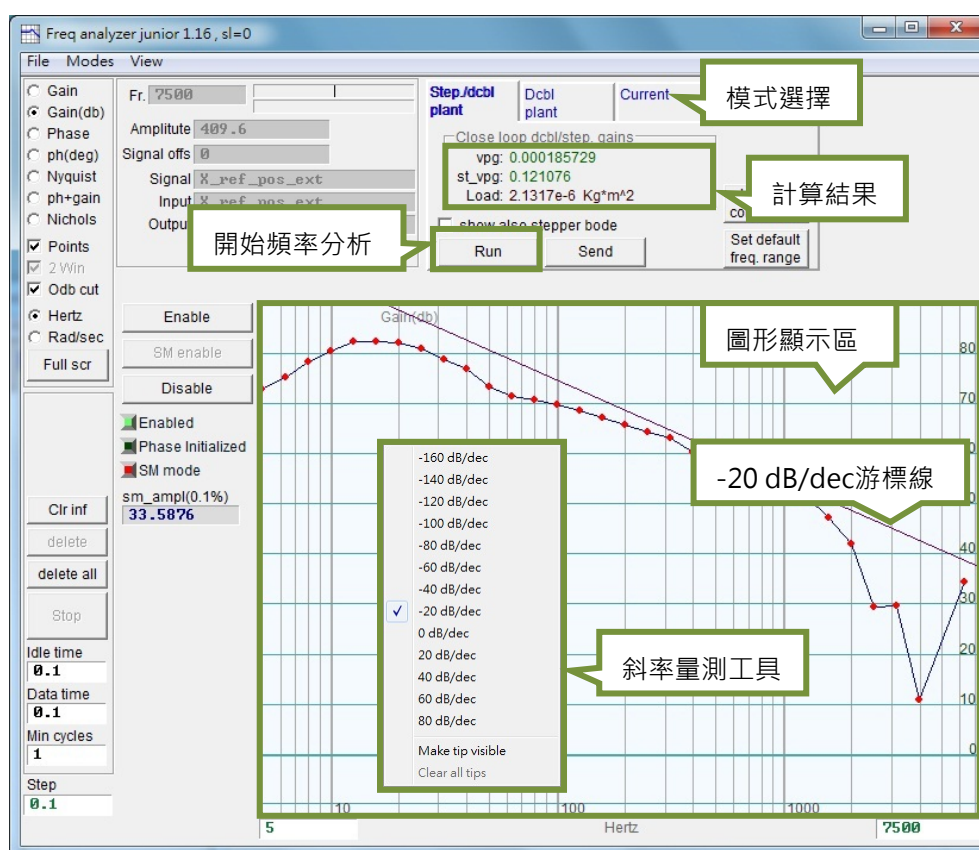 Freq analyzer junior 1.16 , sl=0
File Modes View
Gain
Gain(db)
Phase
ph(deg)
Nyquist
ph+gain
Nichols
Points
2 Win
0db cut
Hertz
Rad/sec
Full scr
Fr. 7500
Amplitute 409.6
Signal offs 0
Signal X_ref_pos_ext
Input X_ref_pos_ext
Output
開始頻率分析
Step./dcbl plant
Dcbl plant
Current
模式選擇
Close loop dcbl/step. gains
vpg: 0.000185729
st_vpg: 0.121076
Load: 2.1317e-6 Kg*m^2
計算結果
show also stepper bode
Run
Send
Set default
freq. range
Enable
SM enable
Disable
Enabled
Phase Initialized
SM mode
sm_ampl(0.1%)
33.5876
Clr inf
delete
delete all
Stop
Idle time
0.1
Data time
0.1
Min cycles
1
Step
0.1
Gain(db)
圖形顯示區
-20 dB/dec游標線
80
70
40
30
20
10
0
-160 dB/dec
-140 dB/dec
-120 dB/dec
-100 dB/dec
-80 dB/dec
-60 dB/dec
-40 dB/dec
-20 dB/dec
0 dB/dec
20 dB/dec
40 dB/dec
60 dB/dec
80 dB/dec
Make tip visible
Clear all tips
斜率量測工具
10
100
1000
5
Hertz
7500